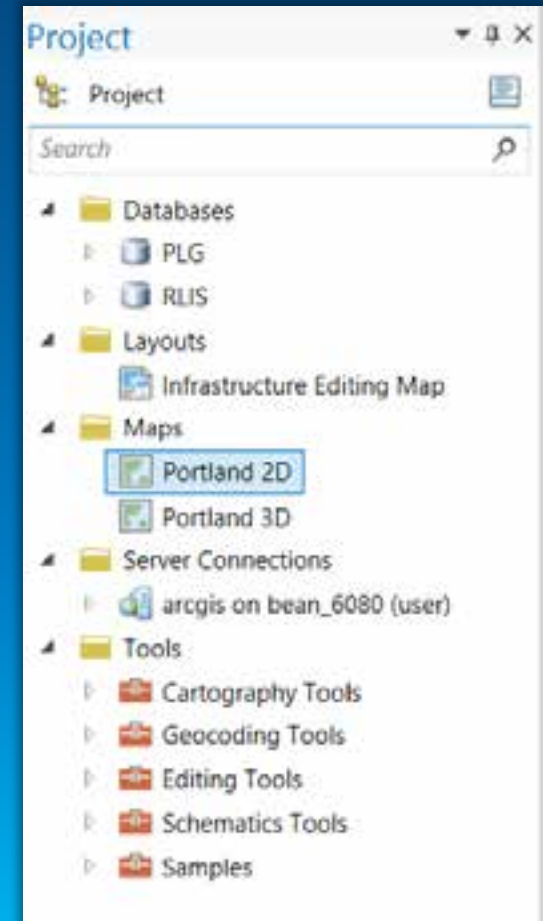 Project
Project
Search
Databases
PLG
RLIS
Layouts
Infrastructure Editing Map
Maps
Portland 2D
Portland 3D
Server Connections
arcgis on bean_6080 (user)
Tools
Cartography Tools
Geocoding Tools
Editing Tools
Schematics Tools
Samples